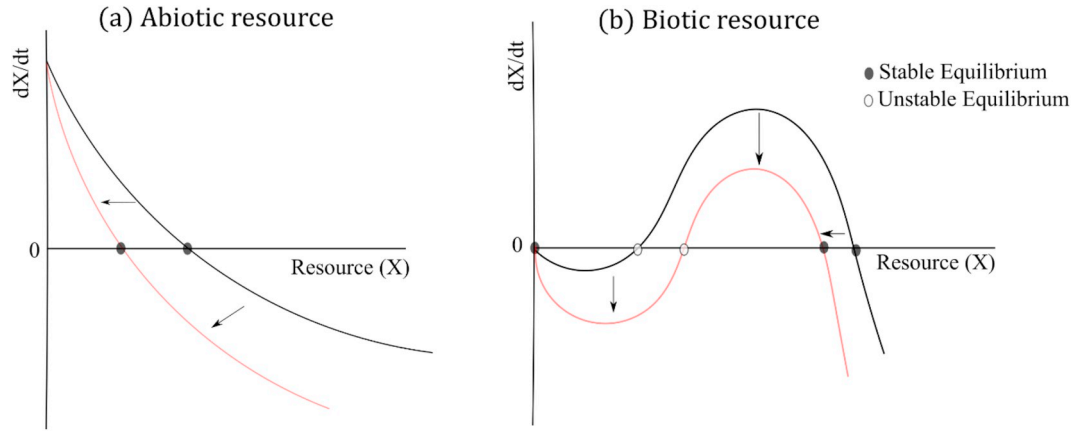 (a) Abiotic resource
dX/dt
0
Resource (X)
(b) Biotic resource
dX/dt
Stable Equilibrium
Unstable Equilibrium
0
Resource (X)